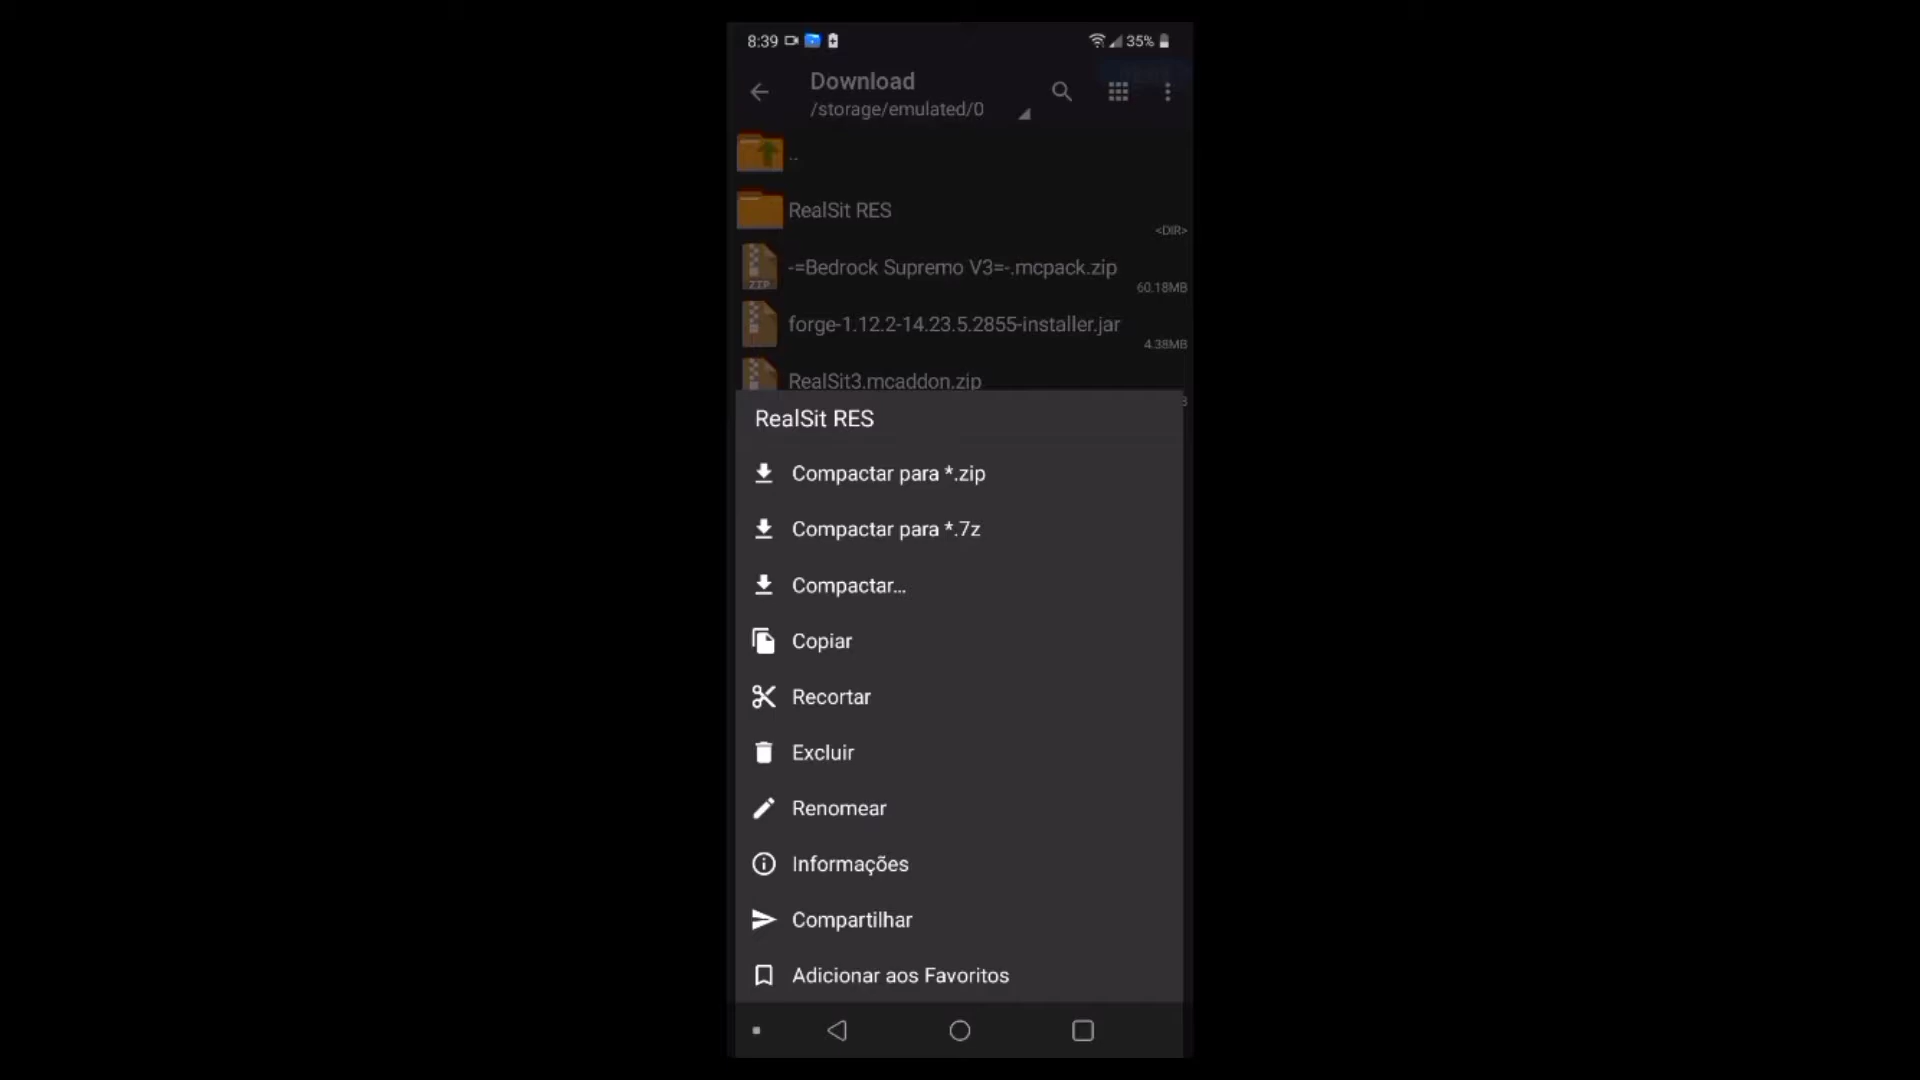 8:39
35%
Download
/storage/emulated/0
..
RealSit RES
<DIR>
-=Bedrock Supremo V3=-.mcpack.zip
ZIP
60.18MB
forge-1.12.2-14.23.5.2855-installer.jar
4.38MB
RealSit3.mcaddon.zip
RealSit RES
Compactar para *.zip
Compactar para *.7z
Compactar...
Copiar
Recortar
Excluir
Renomear
Informações
Compartilhar
Adicionar aos Favoritos